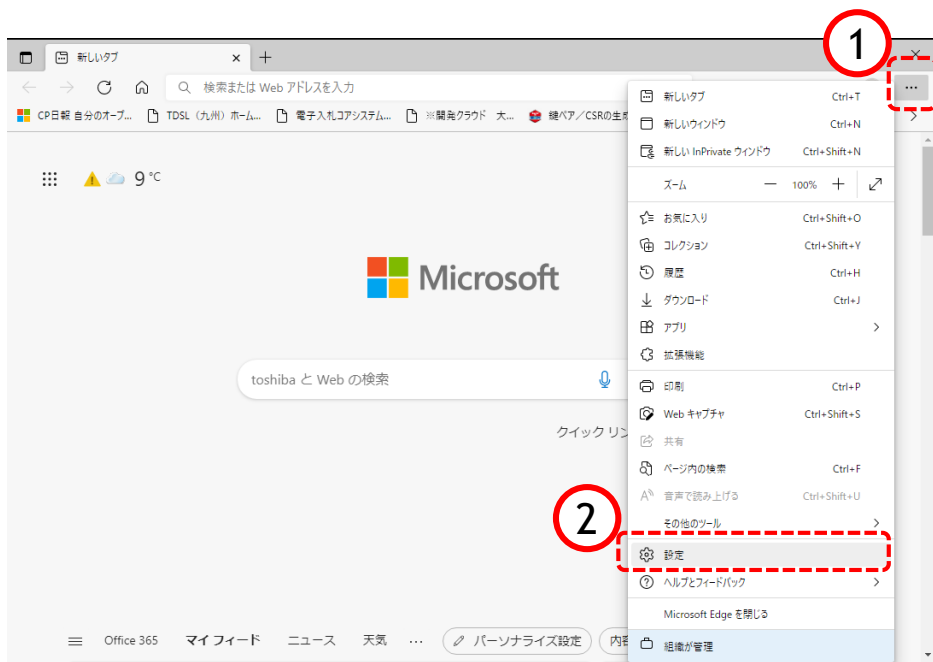 1
新しいタブ
検索または Web アドレスを入力
CP日報 自分のオープ... TDSL（九州）ホーム... 電子入札コアシステム... ※開発クラウド 大... 鍵ペア／CSRの生成
9 ℃
Microsoft
toshiba と Web の検索
クイック リン
新しいタブ Ctrl+T
新しいウィンドウ Ctrl+N
新しい InPrivate ウィンドウ Ctrl+Shift+N
ズーム 100%
お気に入り Ctrl+Shift+O
コレクション Ctrl+Shift+Y
履歴 Ctrl+H
ダウンロード Ctrl+J
アプリ
拡張機能
印刷 Ctrl+P
Web キャプチャ Ctrl+Shift+S
共有
ページ内の検索 Ctrl+F
音声で読み上げる Ctrl+Shift+U
その他のツール
2
設定
ヘルプとフィードバック
Microsoft Edge を閉じる
組織が管理
Office 365 マイ フィード ニュース 天気 ... パーソナライズ設定 内容